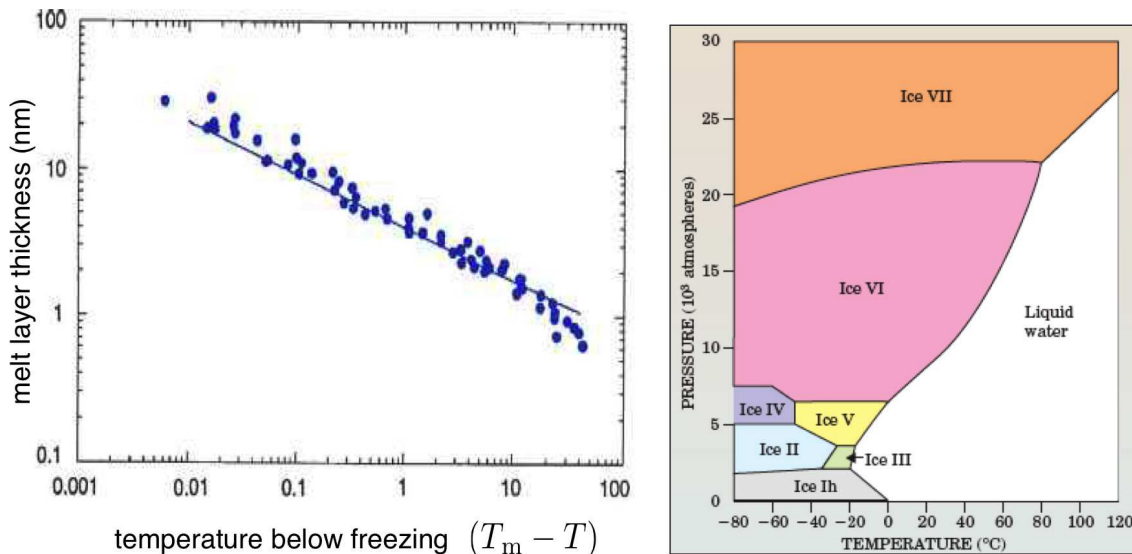 100
10
1
0.1
melt layer thickness (nm)
0.001
0.01
0.1
1
10
100
temperature below freezing (Tₘ − T)
30
25
20
15
10
5
0
PRESSURE (10³ atmospheres)
Ice VII
Ice VI
Liquid
water
Ice IV
Ice V
Ice II
Ice III
Ice Ih
−80 −60 −40 −20 0 20 40 60 80 100 120
TEMPERATURE (°C)